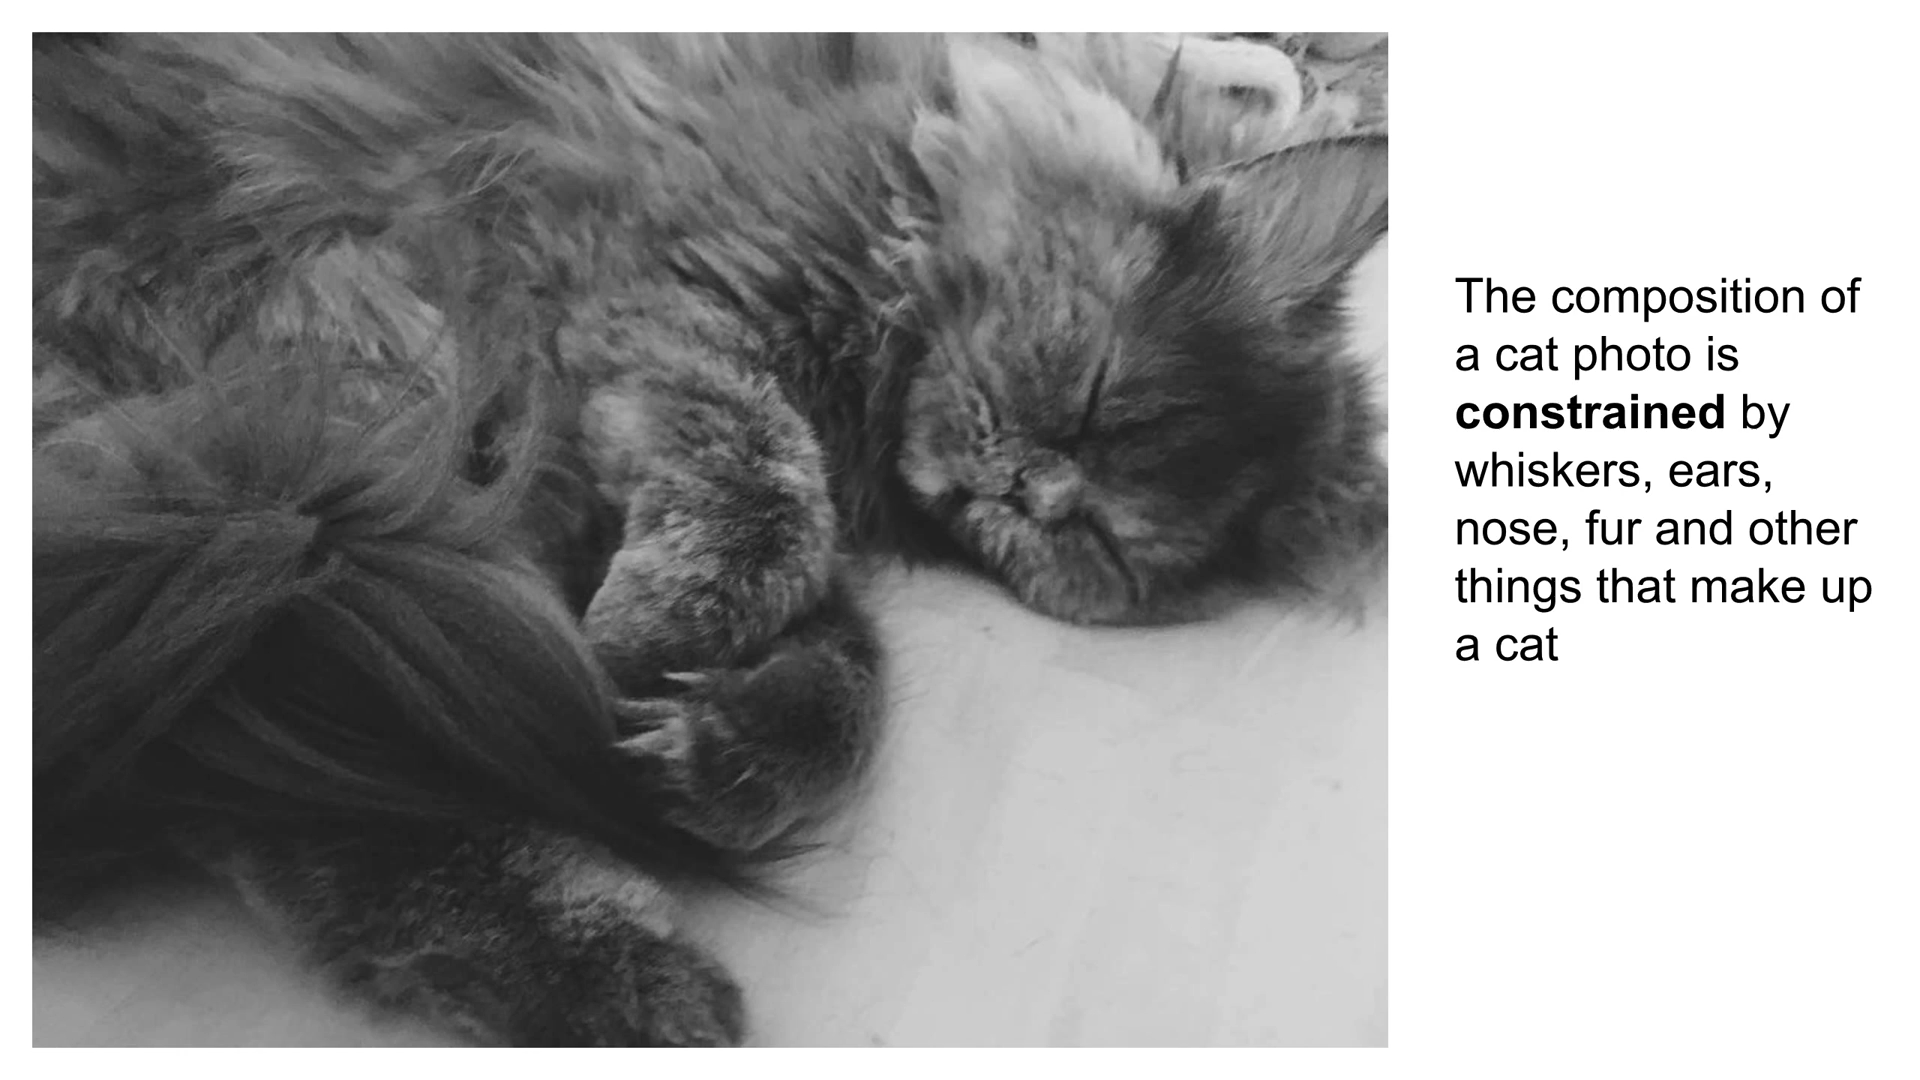 The composition of
a cat photo is
constrained by
whiskers, ears,
nose, fur and other
things that make up
a cat